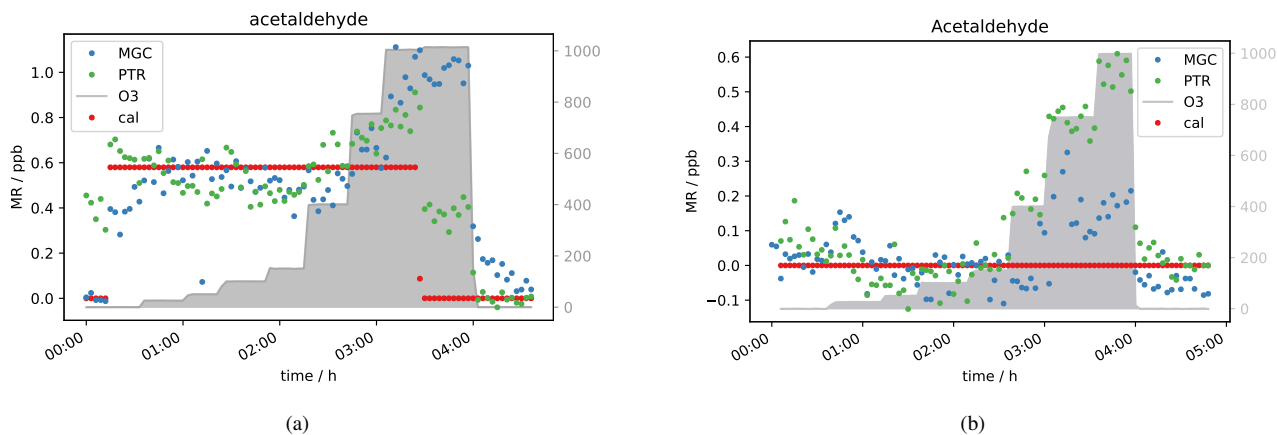 acetaldehyde
MGC
PTR
O3
cal
1.0
0.8
0.6
0.4
0.2
0.0
MR / ppb
1000
800
600
400
200
0
00:00 01:00 02:00 03:00 04:00
time / h
(a)
Acetaldehyde
MGC
PTR
O3
cal
0.6
0.5
0.4
0.3
0.2
0.1
0.0
−0.1
MR / ppb
1000
800
600
400
200
0
00:00 01:00 02:00 03:00 04:00 05:00
time / h
(b)